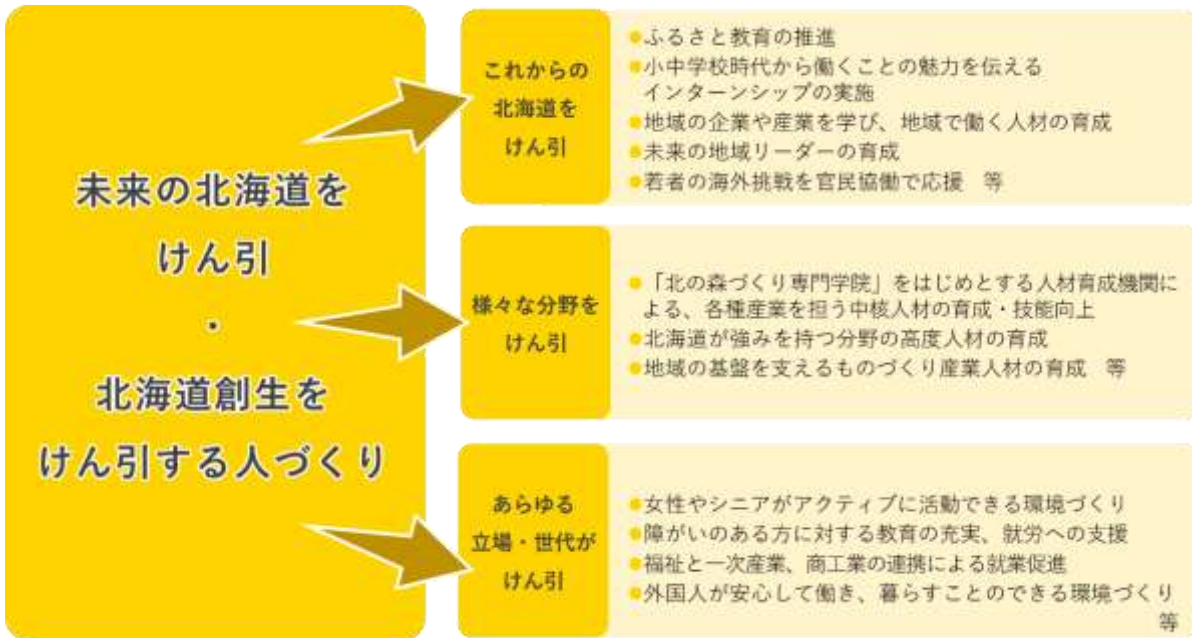 未来の北海道を
けん引
・
北海道創生を
けん引する人づくり
これからの
北海道を
けん引
●ふるさと教育の推進
●小中学校時代から働くことの魅力を伝える
インターンシップの実施
●地域の企業や産業を学び、地域で働く人材の育成
●未来の地域リーダーの育成
●若者の海外挑戦を官民協働で応援　等
様々な分野を
けん引
●「北の森づくり専門学院」をはじめとする人材育成機関に
よる、各種産業を担う中核人材の育成・技能向上
●北海道が強みを持つ分野の高度人材の育成
●地域の基盤を支えるものづくり産業人材の育成　等
あらゆる
立場・世代が
けん引
●女性やシニアがアクティブに活動できる環境づくり
●障がいのある方に対する教育の充実、就労への支援
●福祉と一次産業、商工業の連携による就業促進
●外国人が安心して働き、暮らすことのできる環境づくり
等